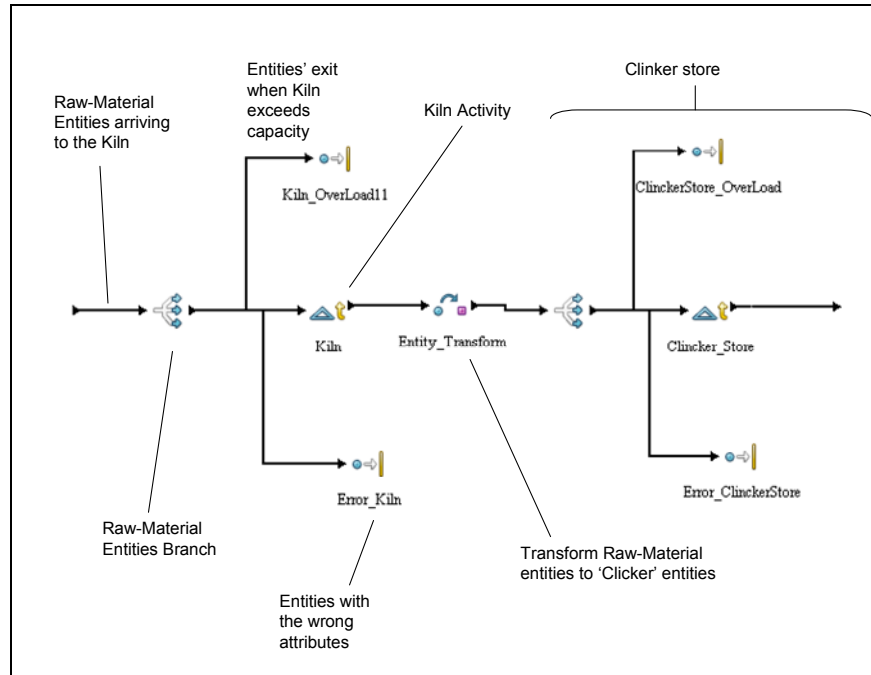 Entities' exit
when Kiln
exceeds
capacity
Clinker store
Raw-Material
Entities arriving
to the Kiln
Kiln Activity
Kiln_OverLoad11
ClinckerStore_OverLoad
Kiln
Entity_Transform
Clincker_Store
Error_Kiln
Error_ClinckerStore
Raw-Material
Entities Branch
Transform Raw-Material
entities to 'Clicker' entities
Entities with
the wrong
attributes